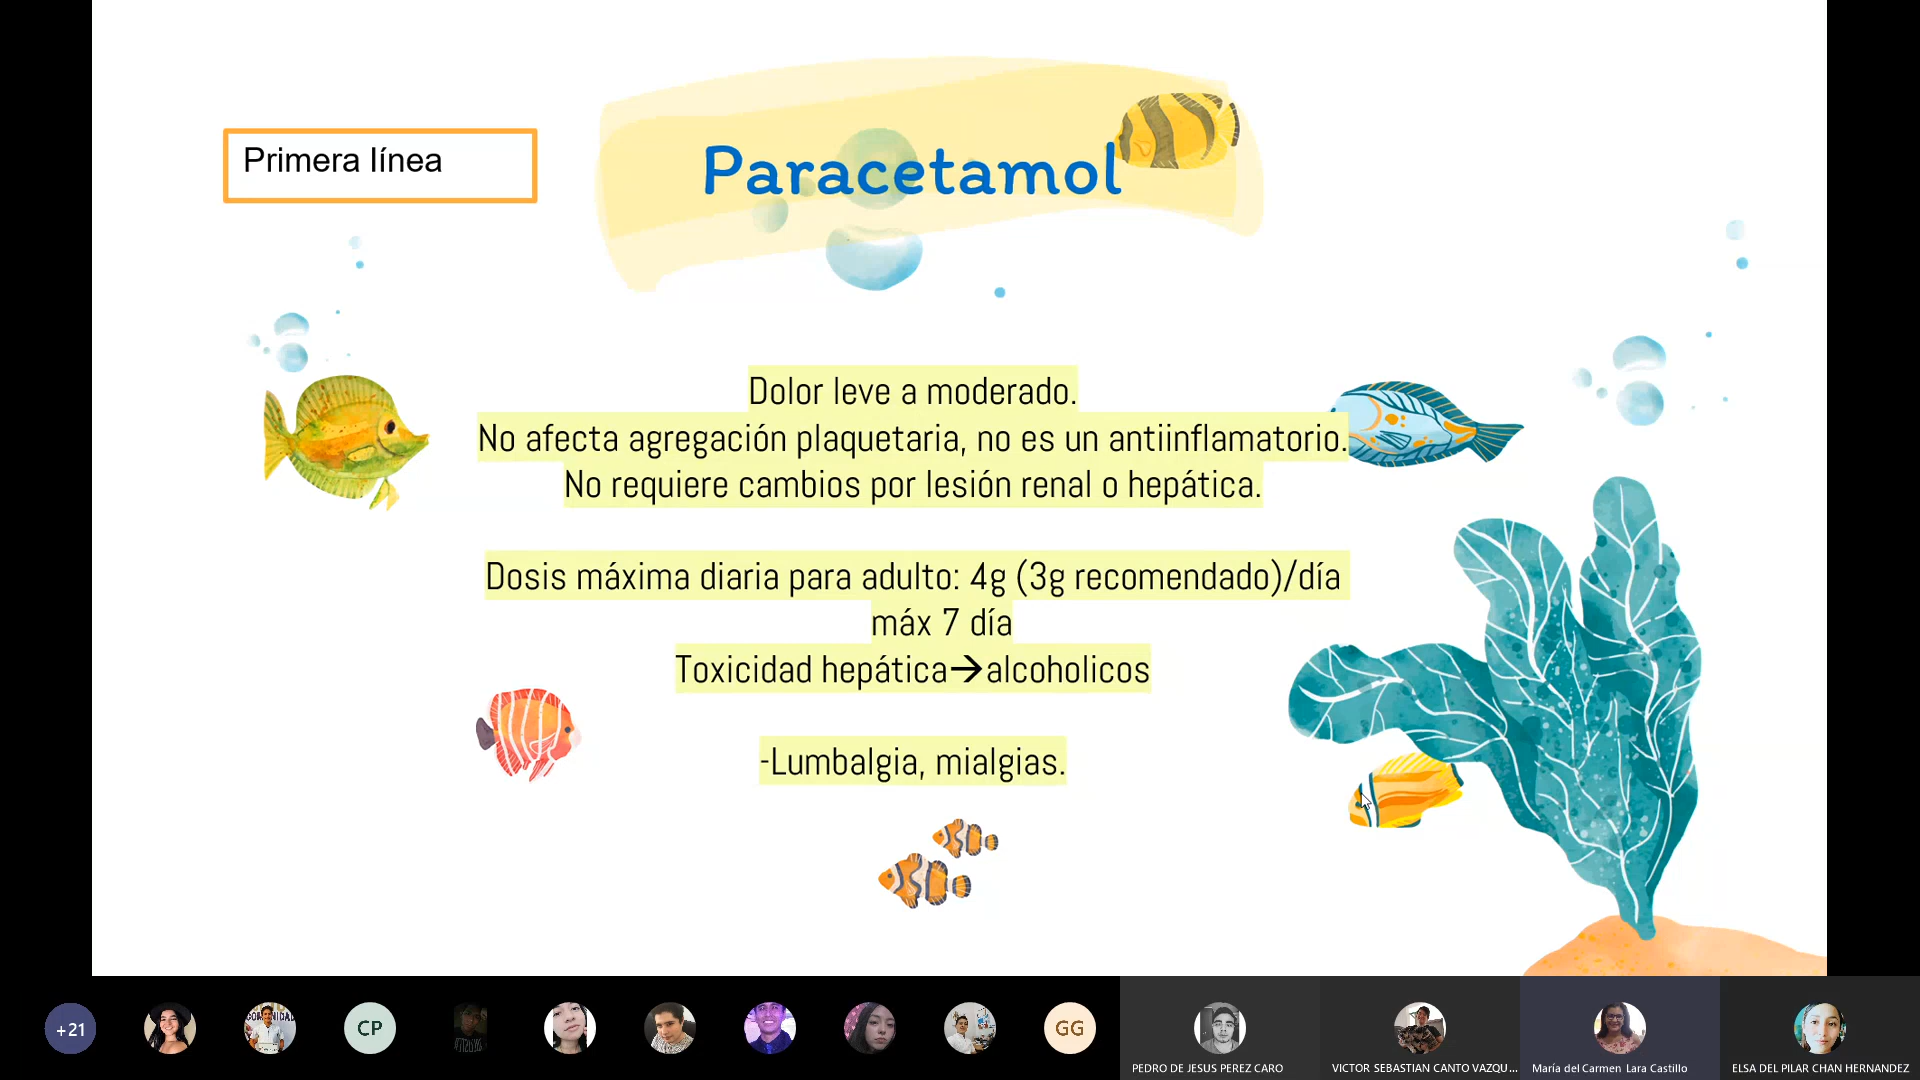 Primera línea
Paracetamol
Dolor leve a moderado.
No afecta agregación plaquetaria, no es un antiinflamatorio.
No requiere cambios por lesión renal o hepática.
Dosis máxima diaria para adulto: 4g (3g recomendado)/día
máx 7 día
Toxicidad hepática→alcoholicos
-Lumbalgia, mialgias.
+21
CP
GG
PEDRO DE JESUS PEREZ CARO
VICTOR SEBASTIAN CANTO VAZQU...
María del Carmen Lara Castillo
ELSA DEL PILAR CHAN HERNANDEZ